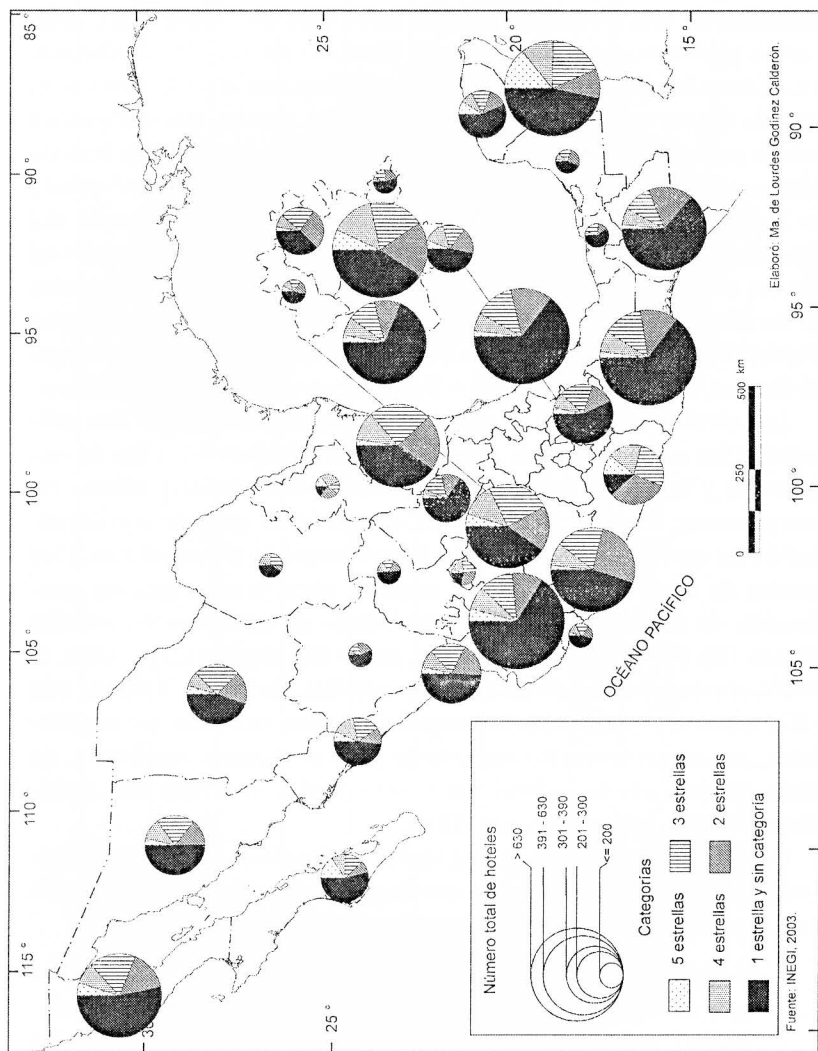 115°
110°
105°
100°
95°
90°
85°
30
25°
25°
20°
15°
OCÉANO PACÍFICO
Número total de hoteles
> 630
391 - 630
301 - 390
201 - 300
<= 200
Categorías
5 estrellas
3 estrellas
4 estrellas
2 estrellas
1 estrella y sin categoría
0
250
500 km
105°
100°
95°
90°
Fuente: INEGI, 2003.
Elaboró: Ma. de Lourdes Godínez Calderón.